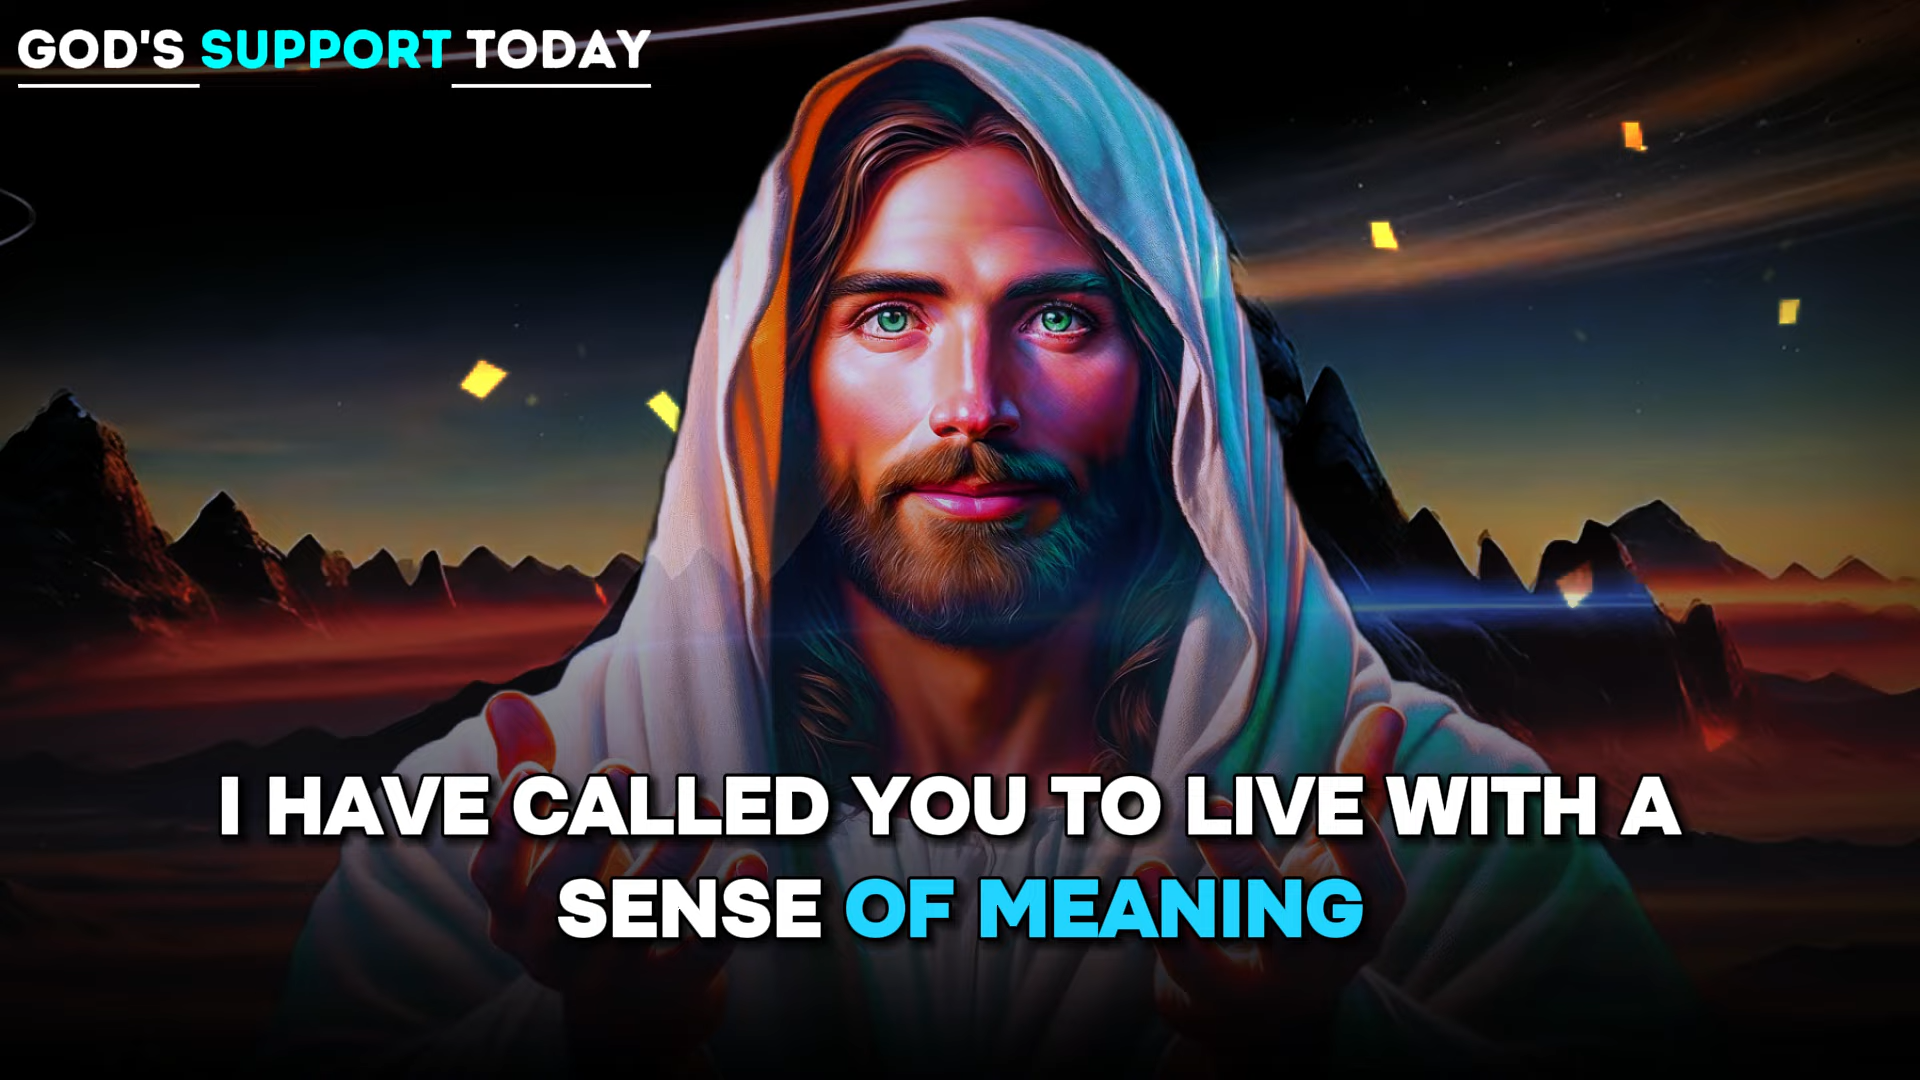 GOD'S SUPPORT TODAY
I HAVE CALLED YOU TO LIVE WITH A
SENSE OF MEANING